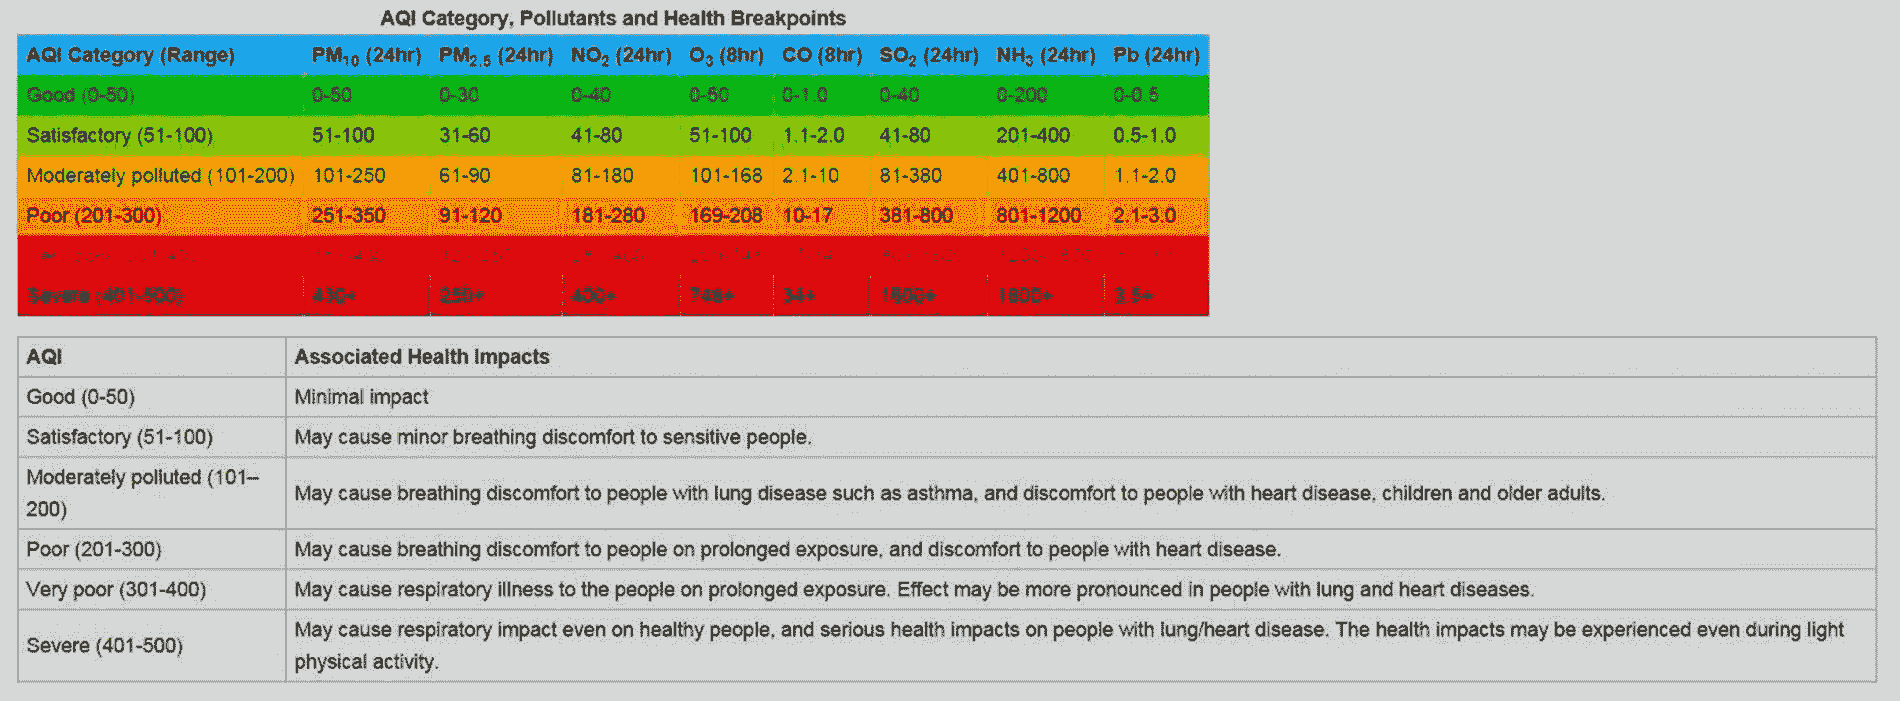 AQI Category, Pollutants and Health Breakpoints
AQI Category (Range) PM10 (24hr) PM2.5 (24hr) NO2 (24hr) O3 (8hr) CO (8hr) SO2 (24hr) NH3 (24hr) Pb (24hr)
Good (0-50) 0-50 0-30 0-40 0-50 0-1.0 0-40 0-200 0-0.5
Satisfactory (51-100) 51-100 31-60 41-80 51-100 1.1-2.0 41-80 201-400 0.5-1.0
Moderately polluted (101-200) 101-250 61-90 81-180 101-168 2.1-10 81-380 401-800 1.1-2.0
Poor (201-300) 251-350 91-120 181-280 169-208 10-17 381-800 801-1200 2.1-3.0
Severe (401-500) 430+ 250+ 400+ 748+ 34+ 1600+ 1800+ 3.5+
AQI Associated Health Impacts
Good (0-50) Minimal impact
Satisfactory (51-100) May cause minor breathing discomfort to sensitive people.
Moderately polluted (101–
200) May cause breathing discomfort to people with lung disease such as asthma, and discomfort to people with heart disease, children and older adults.
Poor (201-300) May cause breathing discomfort to people on prolonged exposure, and discomfort to people with heart disease.
Very poor (301-400) May cause respiratory illness to the people on prolonged exposure. Effect may be more pronounced in people with lung and heart diseases.
Severe (401-500) May cause respiratory impact even on healthy people, and serious health impacts on people with lung/heart disease. The health impacts may be experienced even during light
physical activity.